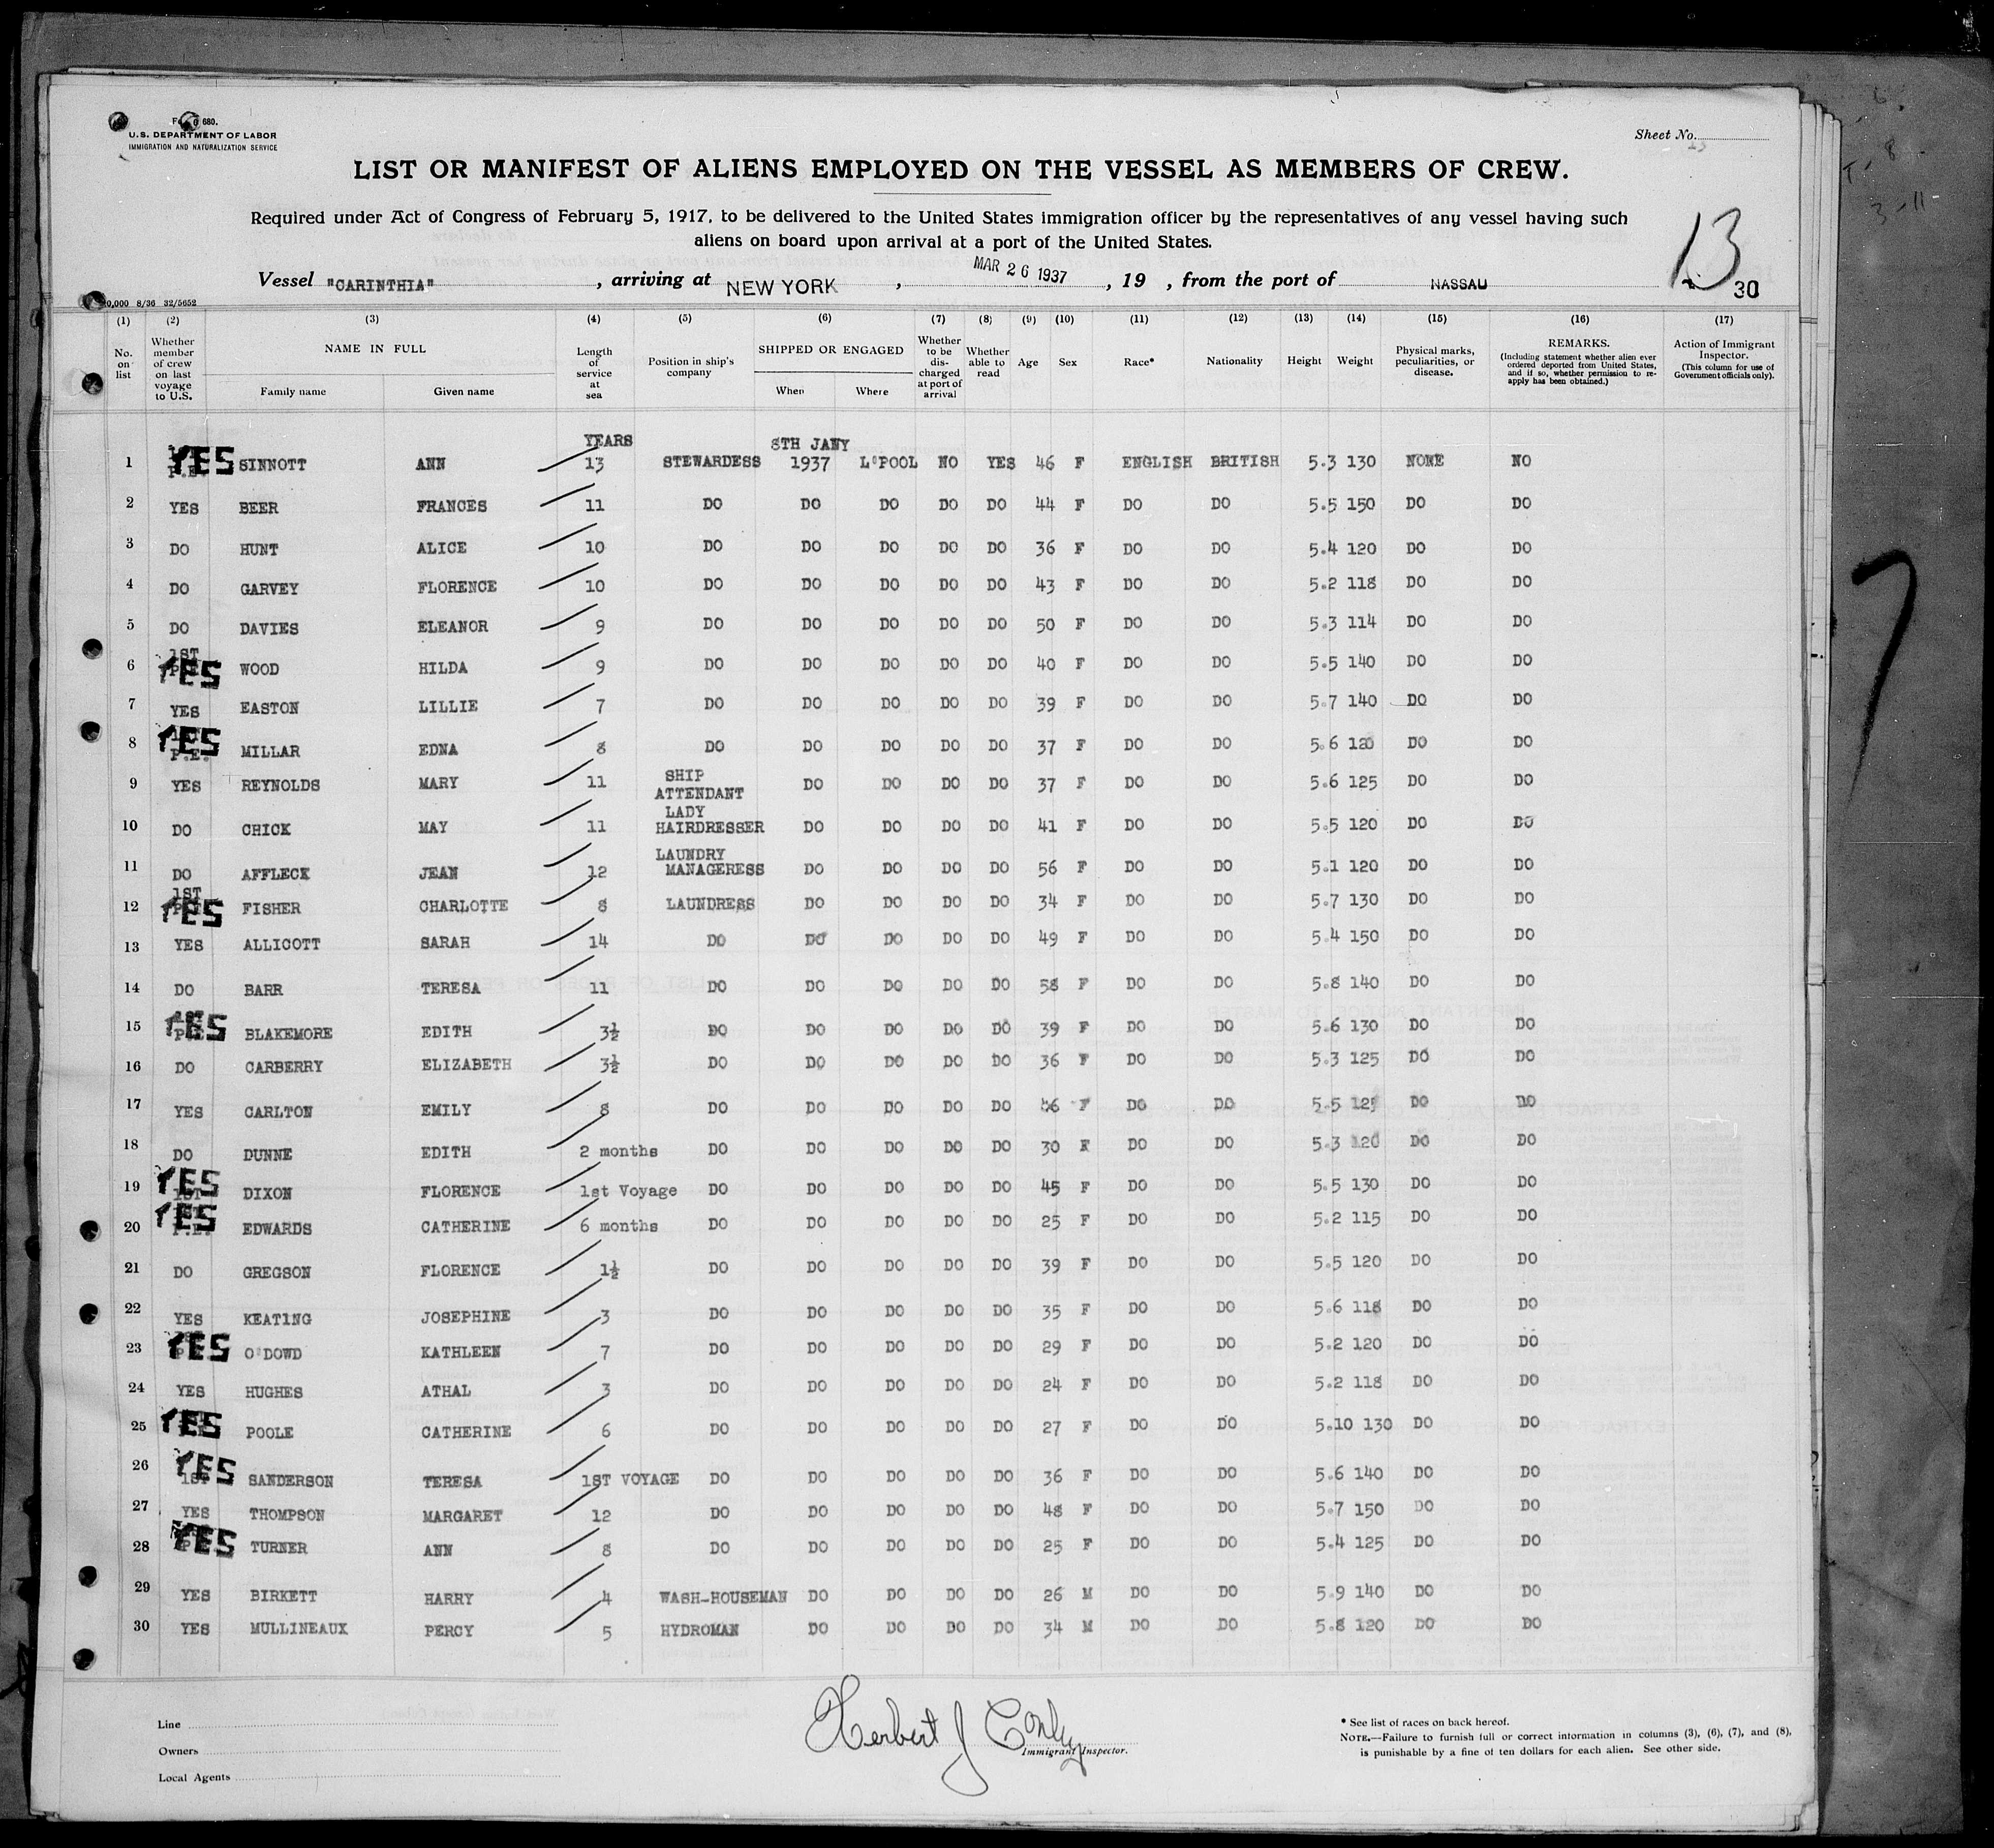 U.S. DEPARTMENT OF LABOR
IMMIGRATION AND NATURALIZATION SERVICE
Sheet No.
LIST OR MANIFEST OF ALIENS EMPLOYED ON THE VESSEL AS MEMBERS OF CREW.
Required under Act of Congress of February 5, 1917, to be delivered to the United States immigration officer by the representatives of any vessel having such
aliens on board upon arrival at a port of the United States.
13
Vessel "CARINTHIA", arriving at NEW YORK, MAR 26 1937, 19 , from the port of NASSAU
30
(1) (2) (3) (4) (5) (6) (7) (8) (9) (10) (11) (12) (13) (14) (15) (16) (17)
No. on list
Whether member of crew on last voyage to U.S.
NAME IN FULL
Family name
Given name
Length of service at sea
Position in ship's company
SHIPPED OR ENGAGED
When
Where
Whether to be discharged at port of arrival
Whether able to read
Age
Sex
Race*
Nationality
Height
Weight
Physical marks, peculiarities, or disease.
REMARKS.
(Including statement whether alien ever ordered deported from United States, and if so, whether permission to re-apply has been obtained.)
Action of Immigrant Inspector.
(This column for use of Government officials only).
YEARS 8TH JANY
1 YES SINNOTT ANN 13 STEWARDESS 1937 L'POOL NO YES 46 F ENGLISH BRITISH 5.3 130 NONE NO
2 YES BEER FRANCES 11 DO DO DO DO DO 44 F DO DO 5.5 150 DO DO
3 DO HUNT ALICE 10 DO DO DO DO DO 36 F DO DO 5.4 120 DO DO
4 DO GARVEY FLORENCE 10 DO DO DO DO DO 43 F DO DO 5.2 118 DO DO
5 DO DAVIES ELEANOR 9 DO DO DO DO DO 50 F DO DO 5.3 114 DO DO
6 YES WOOD HILDA 9 DO DO DO DO DO 40 F DO DO 5.5 140 DO DO
7 YES EASTON LILLIE 7 DO DO DO DO DO 39 F DO DO 5.7 140 DO DO
8 YES MILLAR EDNA 8 DO DO DO DO DO 37 F DO DO 5.6 120 DO DO
9 YES REYNOLDS MARY 11 SHIP ATTENDANT DO DO DO DO 37 F DO DO 5.6 125 DO DO
10 DO CHICK MAY 11 LADY HAIRDRESSER DO DO DO DO 41 F DO DO 5.5 120 DO DO
11 DO AFFLECK JEAN 12 LAUNDRY MANAGERESS DO DO DO DO 56 F DO DO 5.1 120 DO DO
12 YES FISHER CHARLOTTE 8 LAUNDRESS DO DO DO DO 34 F DO DO 5.7 130 DO DO
13 YES ALLICOTT SARAH 14 DO DO DO DO DO 49 F DO DO 5.4 150 DO DO
14 DO BARR TERESA 11 DO DO DO DO DO 58 F DO DO 5.8 140 DO DO
15 YES BLAKEMORE EDITH 3½ DO DO DO DO DO 39 F DO DO 5.6 130 DO DO
16 DO CARBERRY ELIZABETH 3½ DO DO DO DO DO 36 F DO DO 5.3 125 DO DO
17 YES CARLTON EMILY 8 DO DO DO DO DO F DO DO 5.5 125 DO DO
18 DO DUNNE EDITH 2 months DO DO DO DO DO 30 F DO DO 5.3 120 DO DO
19 YES DIXON FLORENCE 1st Voyage DO DO DO DO DO 45 F DO DO 5.5 130 DO DO
20 YES EDWARDS CATHERINE 6 months DO DO DO DO DO 25 F DO DO 5.2 115 DO DO
21 DO GREGSON FLORENCE 1½ DO DO DO DO DO 39 F DO DO 5.5 120 DO DO
22 YES KEATING JOSEPHINE 3 DO DO DO DO DO 35 F DO DO 5.6 118 DO DO
23 YES O'DOWD KATHLEEN 7 DO DO DO DO DO 29 F DO DO 5.2 120 DO DO
24 YES HUGHES ATHAL 3 DO DO DO DO DO 24 F DO DO 5.2 118 DO DO
25 YES POOLE CATHERINE 6 DO DO DO DO DO 27 F DO DO 5.10 130 DO DO
26 YES SANDERSON TERESA 1ST VOYAGE DO DO DO DO DO 36 F DO DO 5.6 140 DO DO
27 YES THOMPSON MARGARET 12 DO DO DO DO DO 48 F DO DO 5.7 150 DO DO
28 YES TURNER ANN 8 DO DO DO DO DO 25 F DO DO 5.4 125 DO DO
29 YES BIRKETT HARRY 4 WASH-HOUSEMAN DO DO DO DO 26 M DO DO 5.9 140 DO DO
30 YES MULLINEAUX PERCY 5 HYDROMAN DO DO DO DO 34 M DO DO 5.8 120 DO DO
Line
Owners
Local Agents
Herbert J
Immigrant Inspector.
* See list of races on back hereof.
NOTE.—Failure to furnish full or correct information in columns (3), (6), (7), and (8),
is punishable by a fine of ten dollars for each alien. See other side.